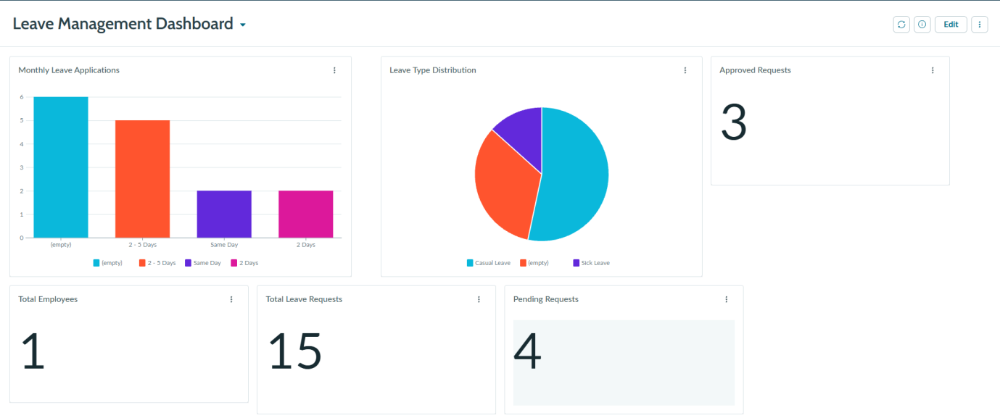 Leave Management Dashboard
Edit
Monthly Leave Applications
6
5
4
3
2
1
0
(empty) 2 - 5 Days Same Day 2 Days
(empty) 2 - 5 Days Same Day 2 Days
Leave Type Distribution
Casual Leave (empty) Sick Leave
Approved Requests
3
Total Employees
1
Total Leave Requests
15
Pending Requests
4